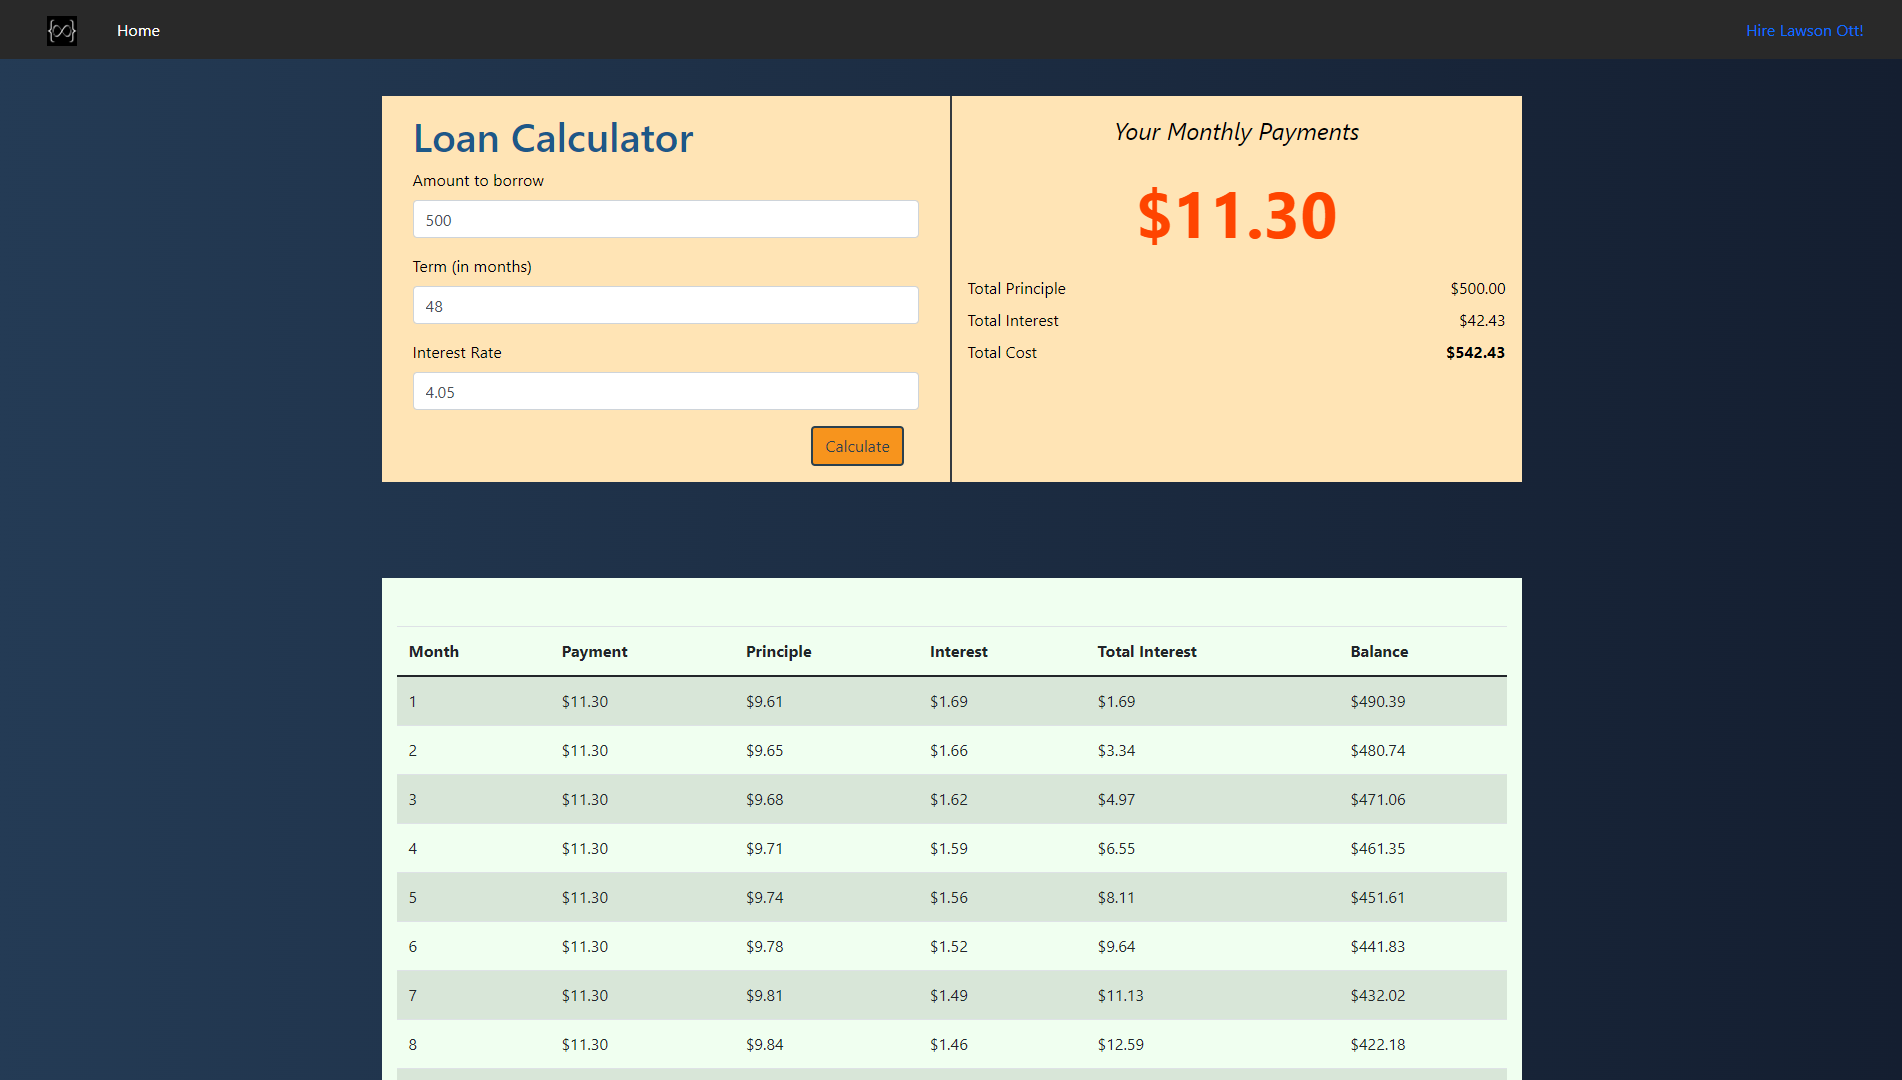 Home
Hire Lawson Ott!
Loan Calculator
Amount to borrow
500
Term (in months)
48
Interest Rate
4.05
Calculate
Your Monthly Payments
$11.30
Total Principle $500.00
Total Interest $42.43
Total Cost $542.43
Month Payment Principle Interest Total Interest Balance
1 $11.30 $9.61 $1.69 $1.69 $490.39
2 $11.30 $9.65 $1.66 $3.34 $480.74
3 $11.30 $9.68 $1.62 $4.97 $471.06
4 $11.30 $9.71 $1.59 $6.55 $461.35
5 $11.30 $9.74 $1.56 $8.11 $451.61
6 $11.30 $9.78 $1.52 $9.64 $441.83
7 $11.30 $9.81 $1.49 $11.13 $432.02
8 $11.30 $9.84 $1.46 $12.59 $422.18